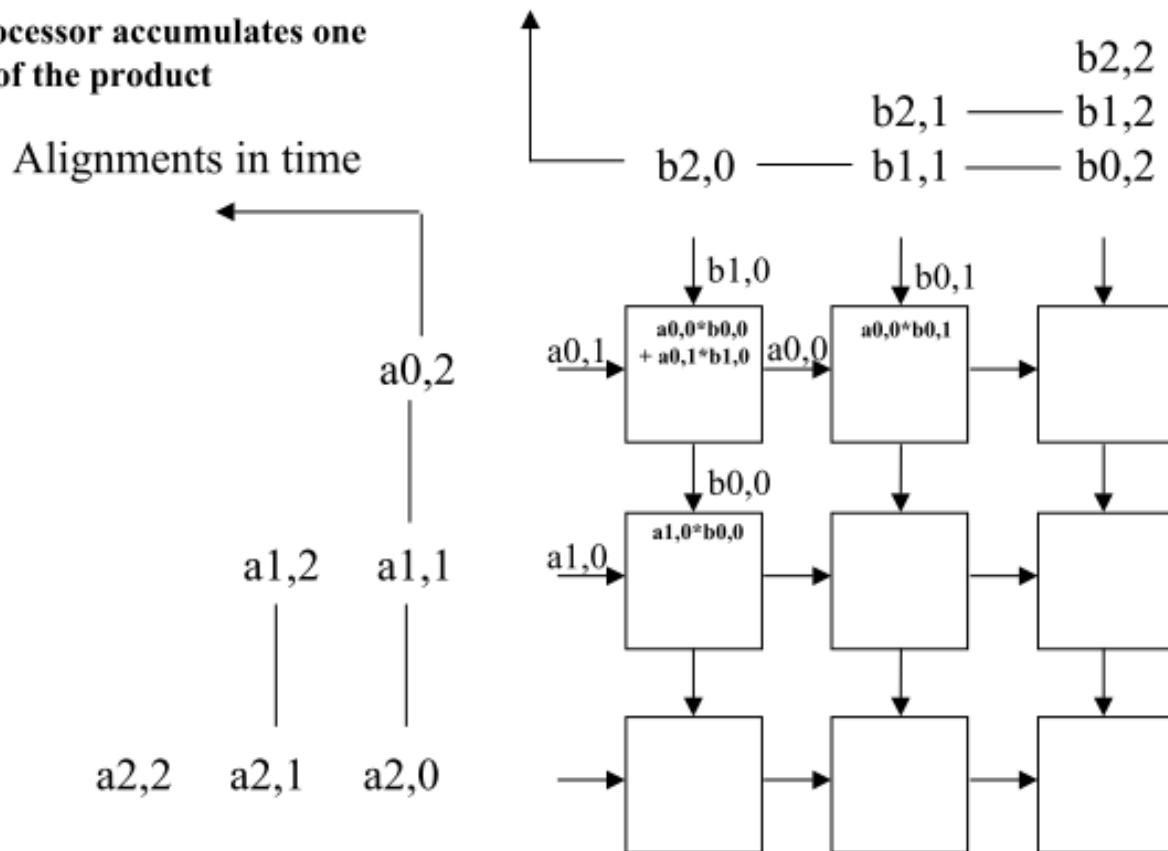 ocessor accumulates one
of the product
Alignments in time
b2,2
b2,1 b1,2
b2,0 b1,1 b0,2
b1,0 b0,1
a0,2
a0,1
a0,0*b0,0
+ a0,1*b1,0
a0,0
a0,0*b0,1
b0,0
a1,2 a1,1
a1,0
a1,0*b0,0
a2,2 a2,1 a2,0